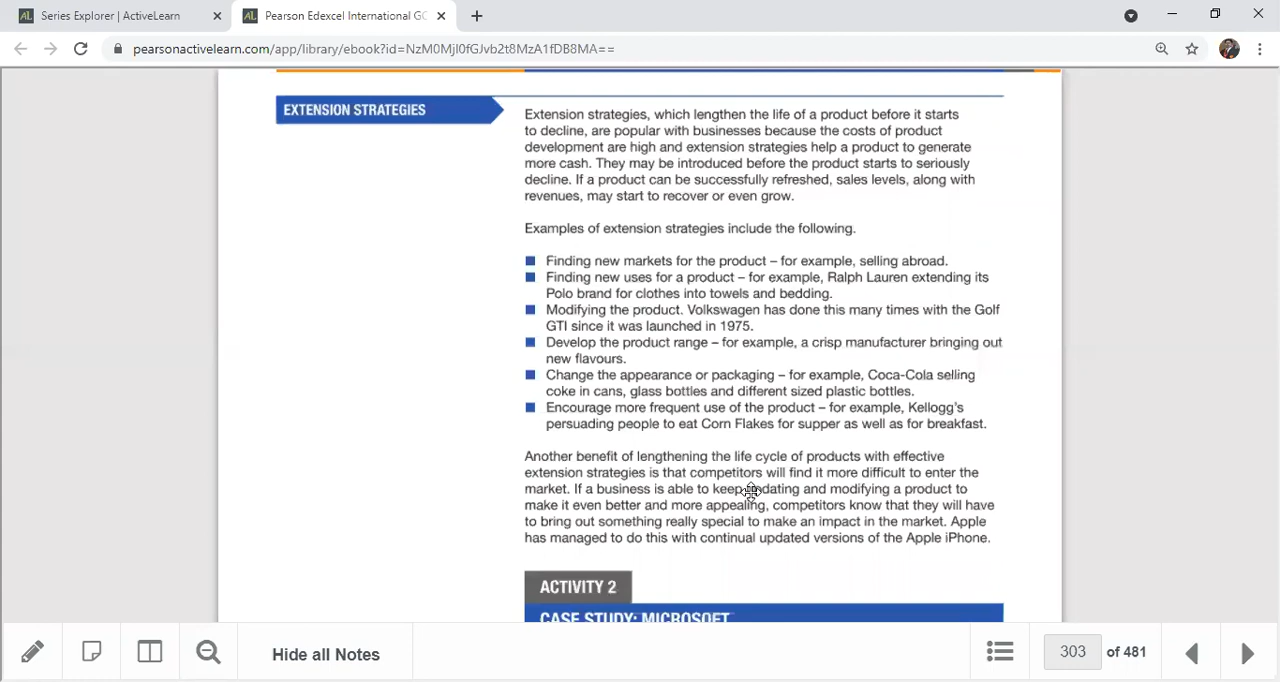 Series Explorer | ActiveLearn
Pearson Edexcel International GC
pearsonactivelearn.com/app/library/ebook?id=NzM0MjI0fGJvb2t8MzA1fDB8MA==
EXTENSION STRATEGIES
Extension strategies, which lengthen the life of a product before it starts
to decline, are popular with businesses because the costs of product
development are high and extension strategies help a product to generate
more cash. They may be introduced before the product starts to seriously
decline. If a product can be successfully refreshed, sales levels, along with
revenues, may start to recover or even grow.
Examples of extension strategies include the following.
Finding new markets for the product – for example, selling abroad.
Finding new uses for a product – for example, Ralph Lauren extending its
Polo brand for clothes into towels and bedding.
Modifying the product. Volkswagen has done this many times with the Golf
GTI since it was launched in 1975.
Develop the product range – for example, a crisp manufacturer bringing out
new flavours.
Change the appearance or packaging – for example, Coca-Cola selling
coke in cans, glass bottles and different sized plastic bottles.
Encourage more frequent use of the product – for example, Kellogg's
persuading people to eat Corn Flakes for supper as well as for breakfast.
Another benefit of lengthening the life cycle of products with effective
extension strategies is that competitors will find it more difficult to enter the
market. If a business is able to keep updating and modifying a product to
make it even better and more appealing, competitors know that they will have
to bring out something really special to make an impact in the market. Apple
has managed to do this with continual updated versions of the Apple iPhone.
ACTIVITY 2
CASE STUDY: MICROSOFT
Hide all Notes
303 of 481